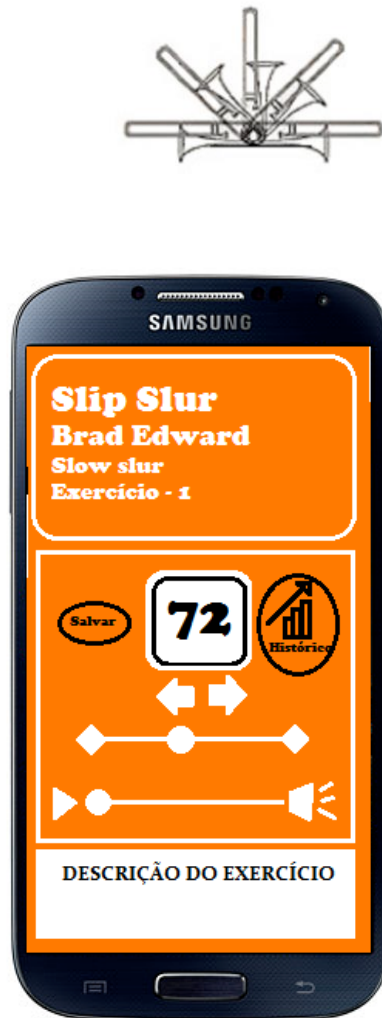 SAMSUNG
Slip Slur
Brad Edward
Slow slur
Exercício - 1
Salvar
72
Histórico
DESCRIÇÃO DO EXERCÍCIO